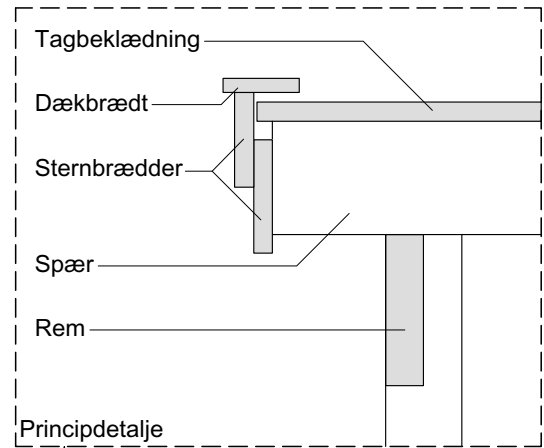 Tagbeklædning
Dækbrædt
Sternbrædder
Spær
Rem
Principdetalje